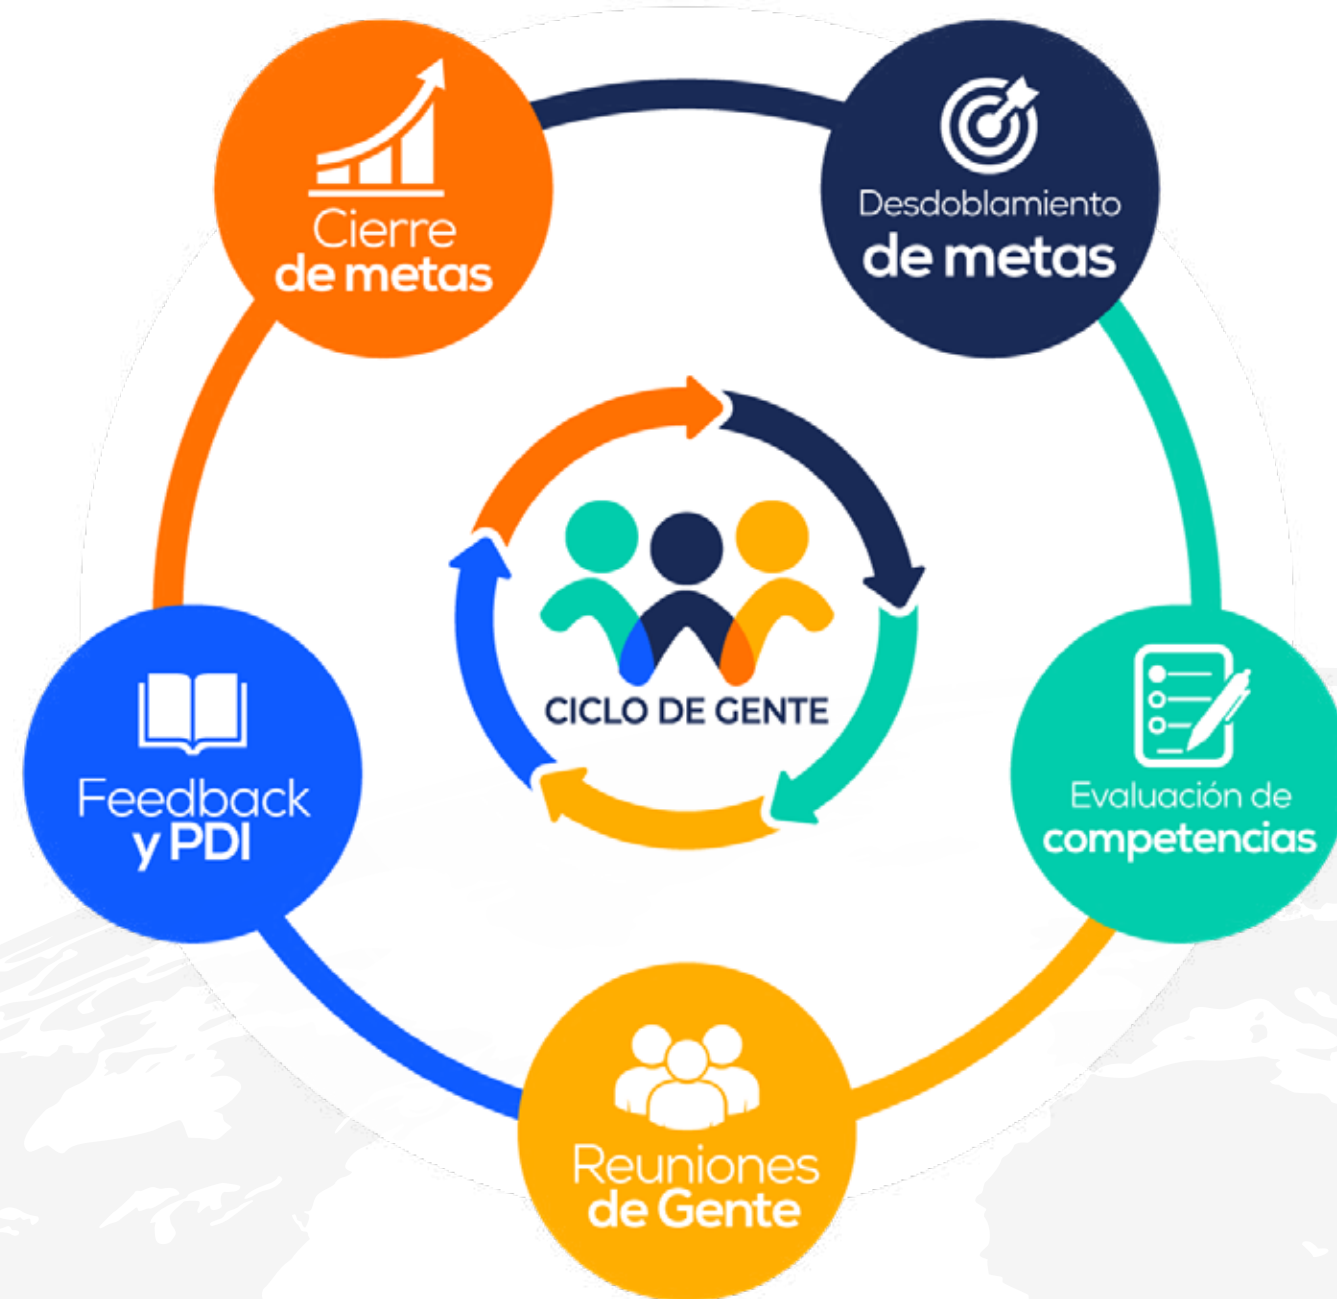 Cierre
de metas
Desdoblamiento
de metas
CICLO DE GENTE
Feedback
y PDI
Evaluación de
competencias
Reuniones
de Gente